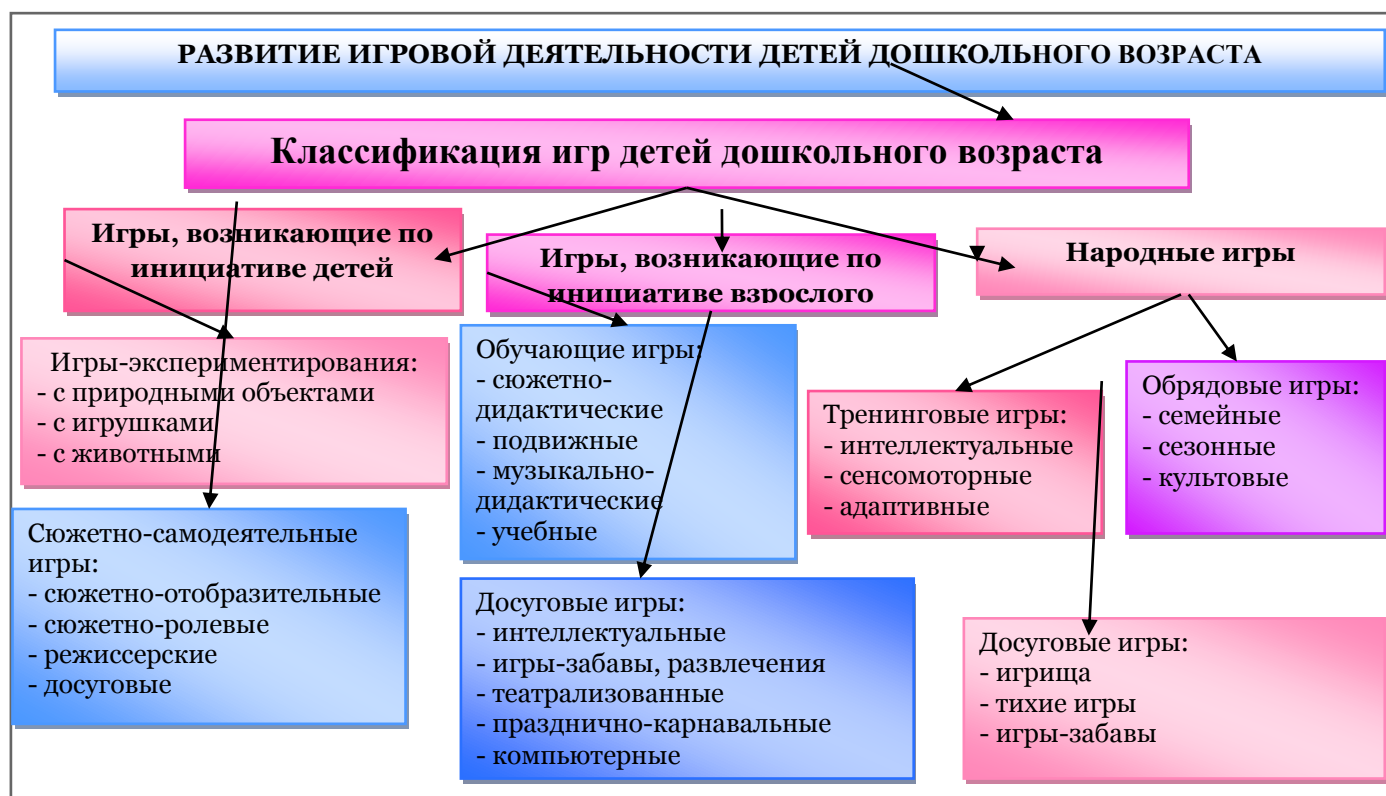 РАЗВИТИЕ ИГРОВОЙ ДЕЯТЕЛЬНОСТИ ДЕТЕЙ ДОШКОЛЬНОГО ВОЗРАСТА
Классификация игр детей дошкольного возраста
Игры, возникающие по
инициативе детей
Игры, возникающие по
инициативе взрослого
Народные игры
Игры-экспериментирования:
- с природными объектами
- с игрушками
- с животными
Сюжетно-самодеятельные
игры:
- сюжетно-отобразительные
- сюжетно-ролевые
- режиссерские
- досуговые
Обучающие игры:
- сюжетно-
дидактические
- подвижные
- музыкально-
дидактические
- учебные
Досуговые игры:
- интеллектуальные
- игры-забавы, развлечения
- театрализованные
- празднично-карнавальные
- компьютерные
Тренинговые игры:
- интеллектуальные
- сенсомоторные
- адаптивные
Обрядовые игры:
- семейные
- сезонные
- культовые
Досуговые игры:
- игрища
- тихие игры
- игры-забавы